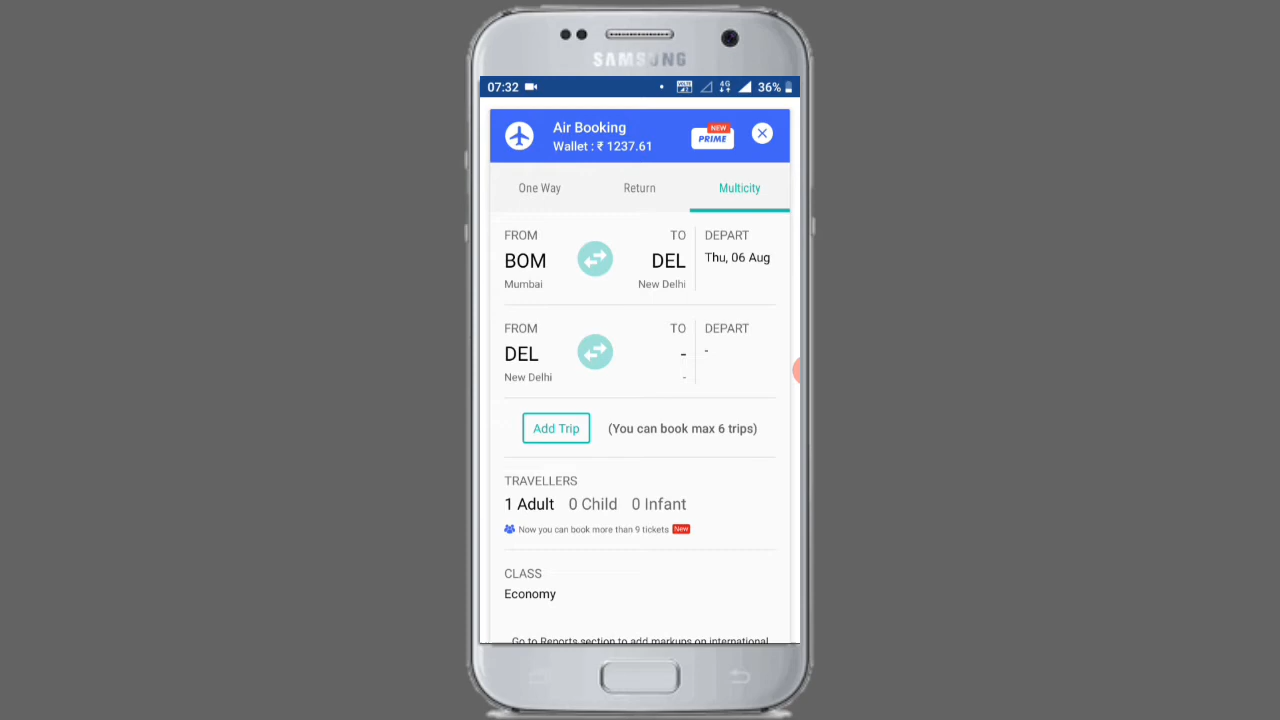 SAMSUNG
07:32 4G 36%
Air Booking
Wallet : ₹ 1237.61
NEW
PRIME
One Way Return Multicity
FROM TO DEPART
BOM DEL Thu, 06 Aug
Mumbai New Delhi
FROM TO DEPART
DEL - -
New Delhi -
Add Trip (You can book max 6 trips)
TRAVELLERS
1 Adult 0 Child 0 Infant
Now you can book more than 9 tickets New
CLASS
Economy
Go to Reports section to add markups on international